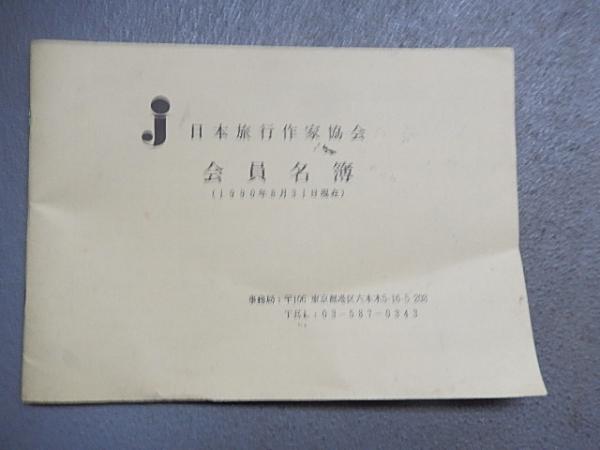 j 日本旅行作家協会
会員名簿
(1990年8月31日現在)
事務局:〒106 東京都港区六本木5-16-5 208
TEL:03-587-0343